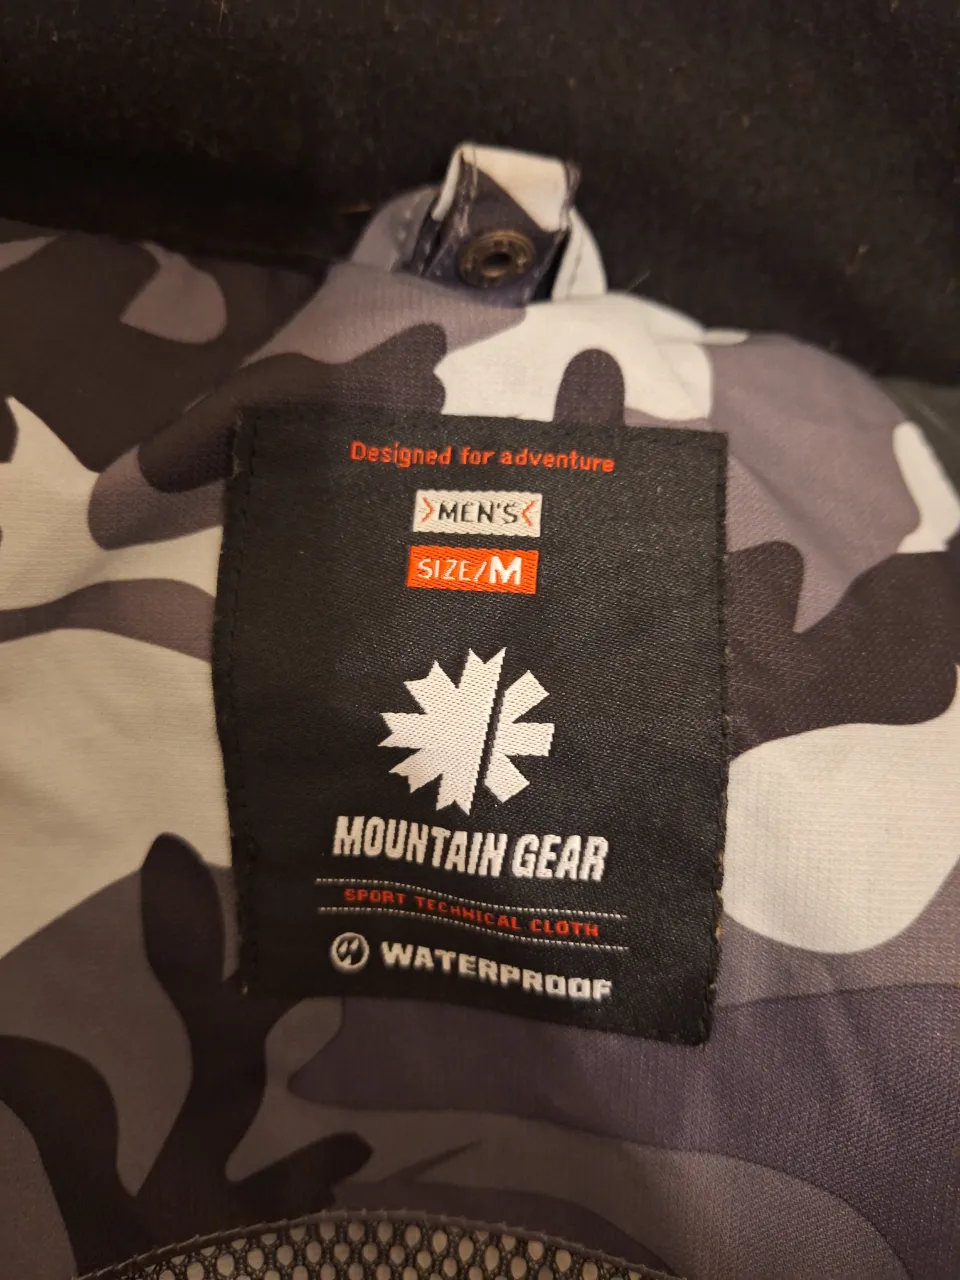 Designed for adventure
>MEN'S<
SIZE/M
MOUNTAIN GEAR
SPORT TECHNICAL CLOTH
WATERPROOF